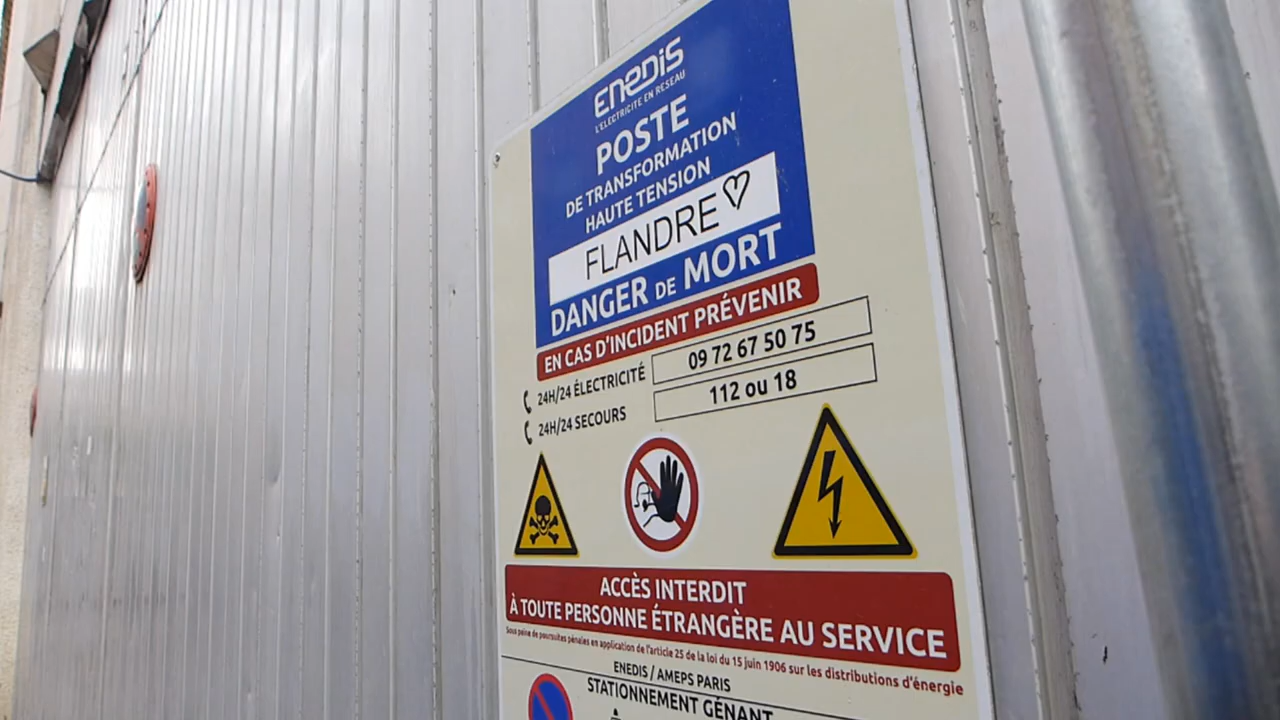 enedis
L'ELECTRICITE EN RESEAU
POSTE
DE TRANSFORMATION
HAUTE TENSION
FLANDRE
DANGER DE MORT
EN CAS D'INCIDENT PRÉVENIR
24H/24 ÉLECTRICITÉ 09 72 67 50 75
24H/24 SECOURS 112 ou 18
ACCÈS INTERDIT
À TOUTE PERSONNE ÉTRANGÈRE AU SERVICE
Sous peine de poursuites pénales en application de l'article 25 de la loi du 15 juin 1906 sur les distributions d'énergie
ENEDIS / AMEPS PARIS
STATIONNEMENT GÉNANT